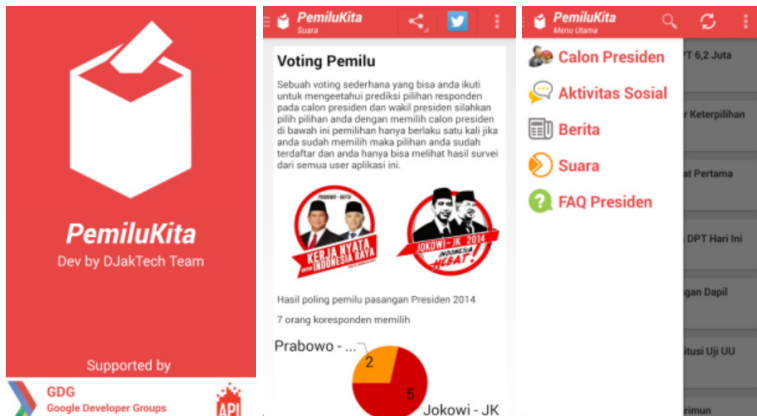 PemiluKita
Dev by DJakTech Team
Supported by
GDG
Google Developer Groups
API
PemiluKita
Suara
Voting Pemilu
Sebuah voting sederhana yang bisa anda ikuti
untuk mengeetahui prediksi pilihan responden
pada calon presiden dan wakil presiden silahkan
pilih pilihan anda dengan memilih calon presiden
di bawah ini pemilihan hanya berlaku satu kali jika
anda sudah memilih maka pilihan anda sudah
terdaftar dan anda hanya bisa melihat hasil survei
dari semua user aplikasi ini.
PRABOWO - HATTA
KERJA NYATA
UNTUK INDONESIA RAYA
JOKOWI-JK 2014
INDONESIA
HEBAT!
Hasil poling pemilu pasangan Presiden 2014
7 orang koresponden memilih
Prabowo - ...
2
5
Jokowi - JK
PemiluKita
Menu Utama
Calon Presiden
Aktivitas Sosial
Berita
Suara
FAQ Presiden
PT 6,2 Juta
r Keterpilihan
at Pertama
DPT Hari Ini
gan Dapil
itusi Uji UU
rimun